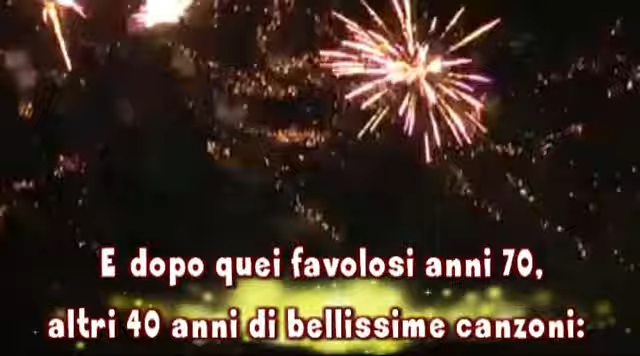 E dopo quei favolosi anni 70,
altri 40 anni di bellissime canzoni: